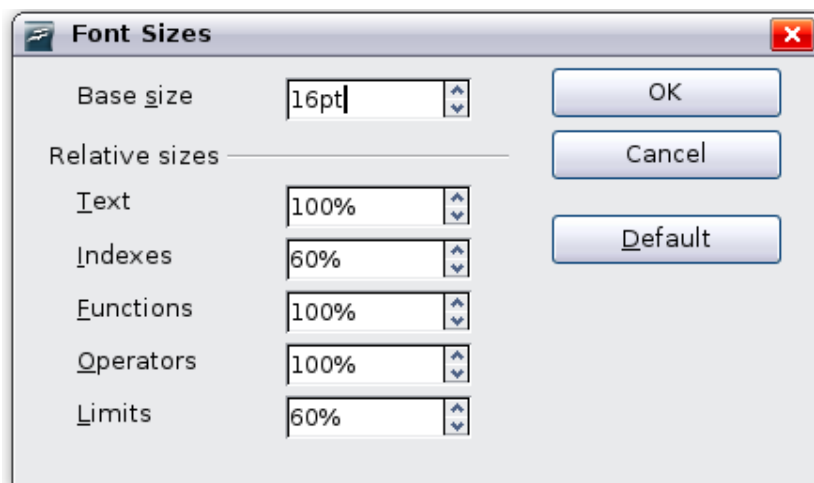 Font Sizes
Base size 16pt OK
Relative sizes Cancel
Text 100%
Indexes 60% Default
Functions 100%
Operators 100%
Limits 60%